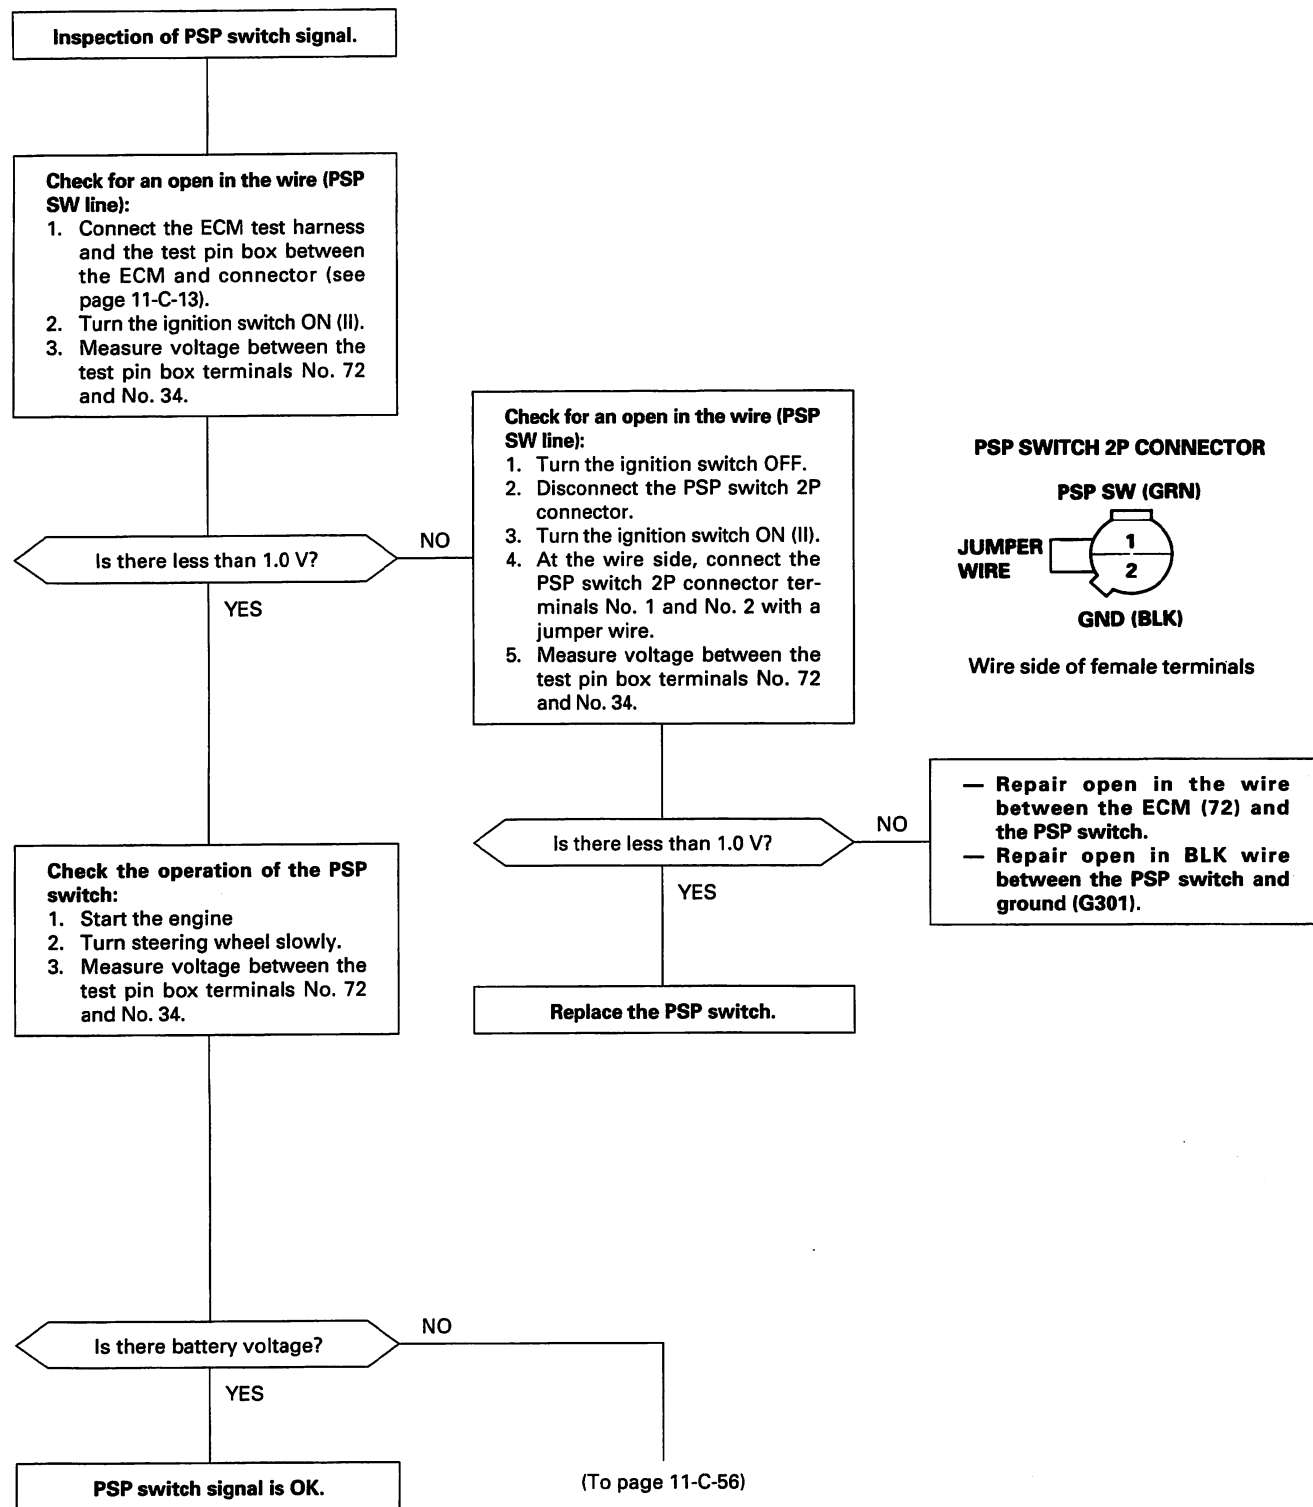 Inspection of PSP switch signal.
Check for an open in the wire (PSP
SW line):
1. Connect the ECM test harness
and the test pin box between
the ECM and connector (see
page 11-C-13).
2. Turn the ignition switch ON (II).
3. Measure voltage between the
test pin box terminals No. 72
and No. 34.
Is there less than 1.0 V?
NO
YES
Check for an open in the wire (PSP
SW line):
1. Turn the ignition switch OFF.
2. Disconnect the PSP switch 2P
connector.
3. Turn the ignition switch ON (II).
4. At the wire side, connect the
PSP switch 2P connector ter-
minals No. 1 and No. 2 with a
jumper wire.
5. Measure voltage between the
test pin box terminals No. 72
and No. 34.
PSP SWITCH 2P CONNECTOR
PSP SW (GRN)
JUMPER
WIRE
1
2
GND (BLK)
Wire side of female terminals
Is there less than 1.0 V?
NO
YES
— Repair open in the wire
between the ECM (72) and
the PSP switch.
— Repair open in BLK wire
between the PSP switch and
ground (G301).
Replace the PSP switch.
Check the operation of the PSP
switch:
1. Start the engine
2. Turn steering wheel slowly.
3. Measure voltage between the
test pin box terminals No. 72
and No. 34.
Is there battery voltage?
NO
YES
PSP switch signal is OK.
(To page 11-C-56)